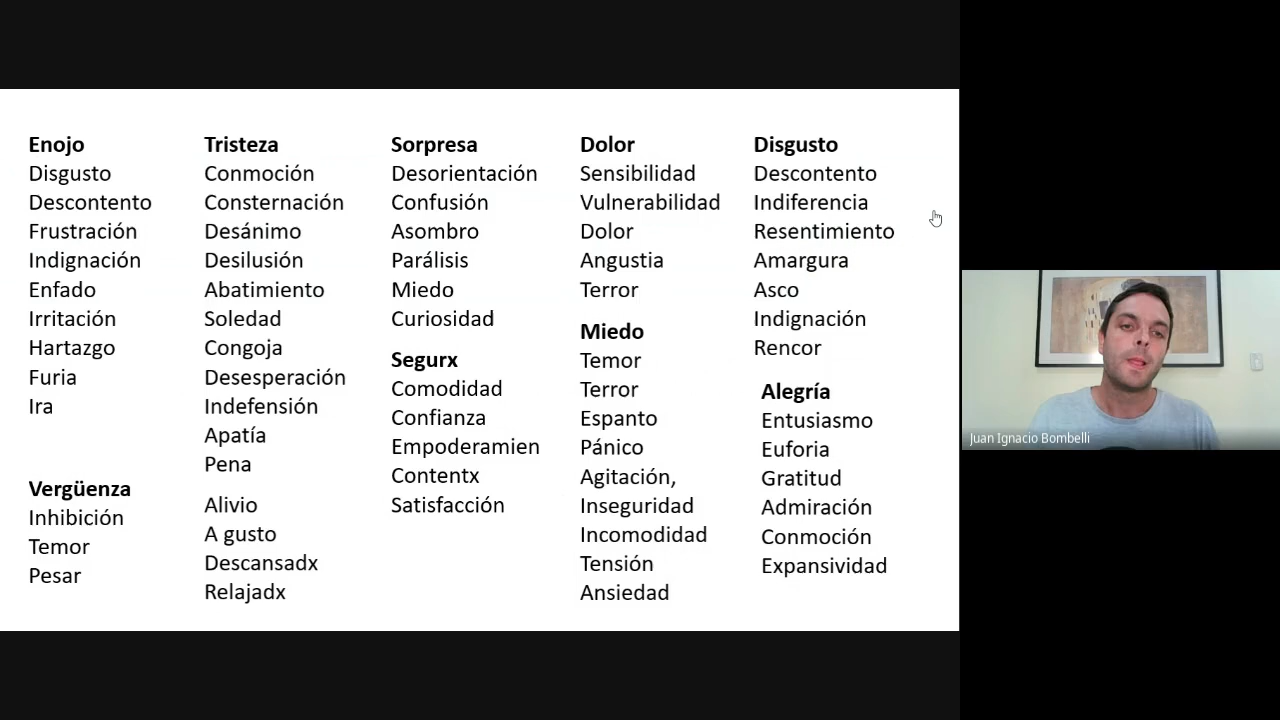 Enojo
Disgusto
Descontento
Frustración
Indignación
Enfado
Irritación
Hartazgo
Furia
Ira
Vergüenza
Inhibición
Temor
Pesar
Tristeza
Conmoción
Consternación
Desánimo
Desilusión
Abatimiento
Soledad
Congoja
Desesperación
Indefensión
Apatía
Pena
Alivio
A gusto
Descansadx
Relajadx
Sorpresa
Desorientación
Confusión
Asombro
Parálisis
Miedo
Curiosidad
Segurx
Comodidad
Confianza
Empoderamien
Contentx
Satisfacción
Dolor
Sensibilidad
Vulnerabilidad
Dolor
Angustia
Terror
Miedo
Temor
Terror
Espanto
Pánico
Agitación,
Inseguridad
Incomodidad
Tensión
Ansiedad
Disgusto
Descontento
Indiferencia
Resentimiento
Amargura
Asco
Indignación
Rencor
Alegría
Entusiasmo
Euforia
Gratitud
Admiración
Conmoción
Expansividad
Juan Ignacio Bombelli